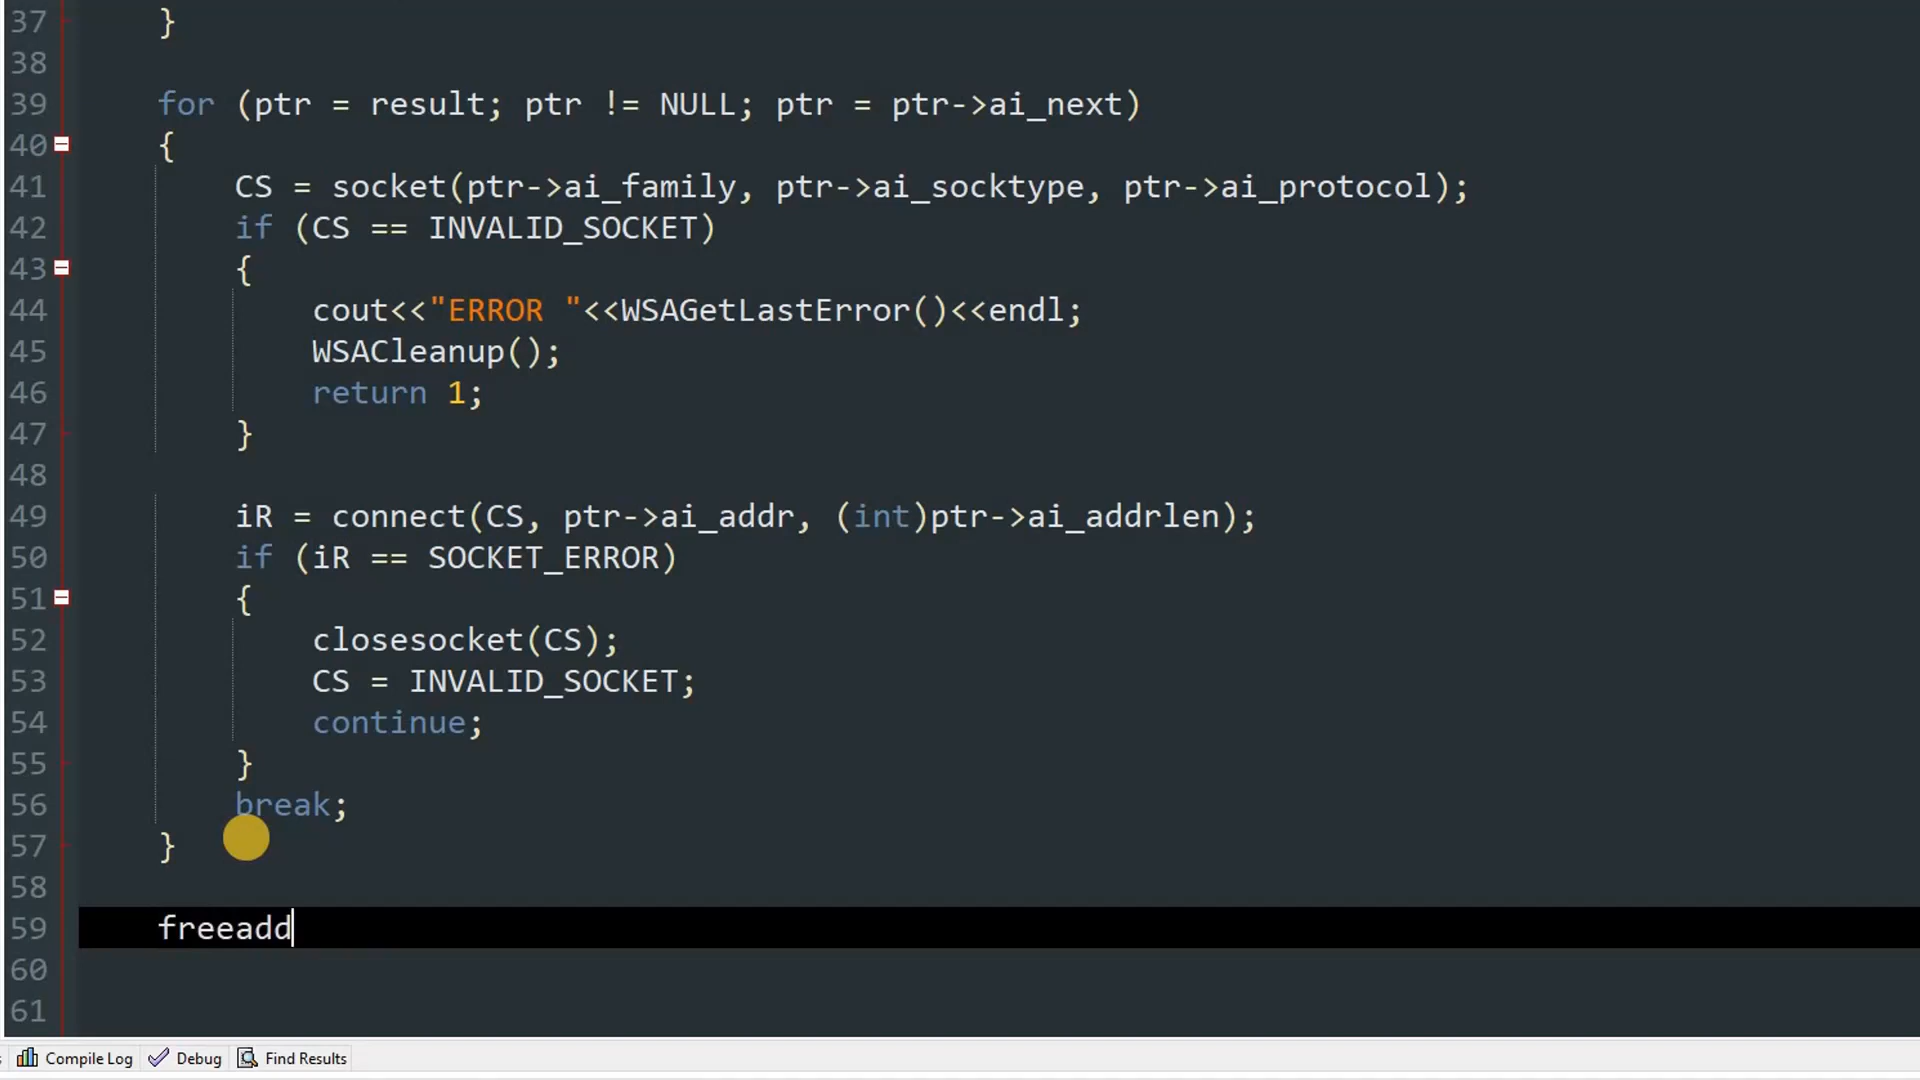 37 }
38
39 for (ptr = result; ptr != NULL; ptr = ptr->ai_next)
40 {
41 CS = socket(ptr->ai_family, ptr->ai_socktype, ptr->ai_protocol);
42 if (CS == INVALID_SOCKET)
43 {
44 cout<<"ERROR "<<WSAGetLastError()<<endl;
45 WSACleanup();
46 return 1;
47 }
48
49 iR = connect(CS, ptr->ai_addr, (int)ptr->ai_addrlen);
50 if (iR == SOCKET_ERROR)
51 {
52 closesocket(CS);
53 CS = INVALID_SOCKET;
54 continue;
55 }
56 break;
57 }
58
59 freeadd
60
61
Compile Log Debug Find Results